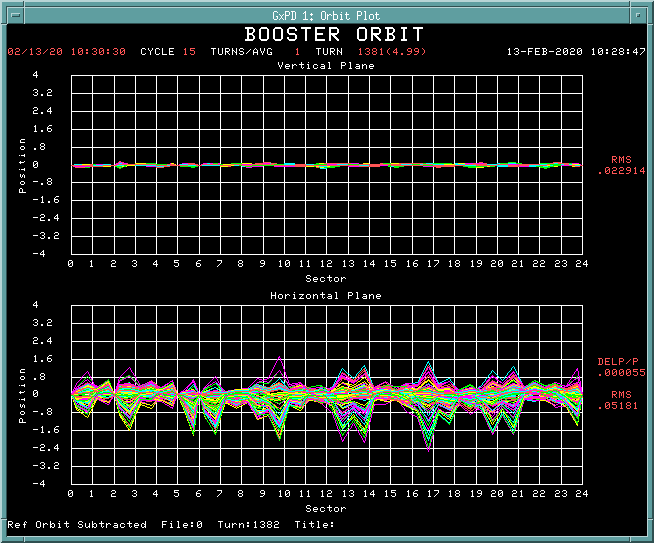 GxPD 1: Orbit Plot
BOOSTER ORBIT
02/13/20 10:30:30 CYCLE 15 TURNS/AVG 1 TURN 1381(4.99) 13-FEB-2020 10:28:47
Vertical Plane
4
3.2
2.4
1.6
.8
0
-.8
-1.6
-2.4
-3.2
-4
Position
RMS
.022914
0 1 2 3 4 5 6 7 8 9 10 11 12 13 14 15 16 17 18 19 20 21 22 23 24
Sector
Horizontal Plane
4
3.2
2.4
1.6
.8
0
-.8
-1.6
-2.4
-3.2
-4
Position
DELP/P
.000055
RMS
.05181
0 1 2 3 4 5 6 7 8 9 10 11 12 13 14 15 16 17 18 19 20 21 22 23 24
Sector
Ref Orbit Subtracted File:0 Turn:1382 Title: